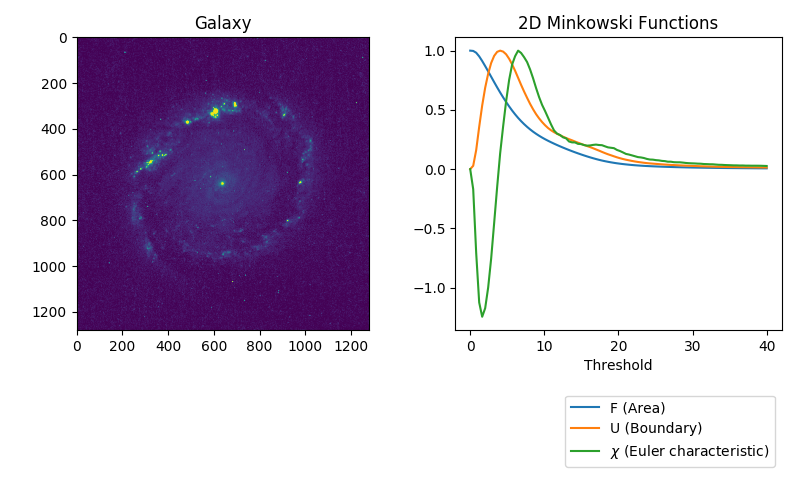 Galaxy
0
200
400
600
800
1000
1200
0 200 400 600 800 1000 1200
2D Minkowski Functions
1.0
0.5
0.0
−0.5
−1.0
0 10 20 30 40
Threshold
F (Area)
U (Boundary)
χ (Euler characteristic)